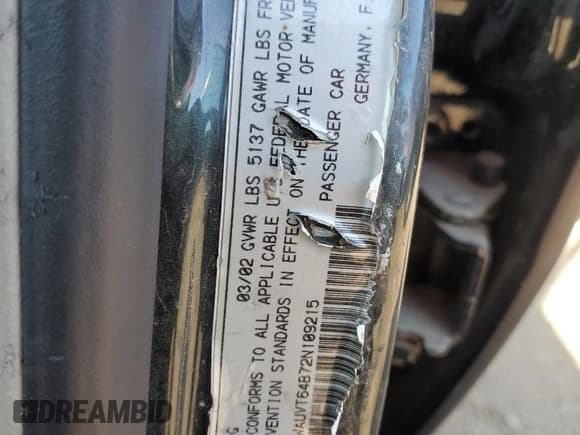 G
03/02 GVWR LBS 5137 GAWR LBS FR
CONFORMS TO ALL APPLICABLE U FEDERAL MOTOR VEH
VENTION STANDARDS IN EFFECT ON THE DATE OF MANUF
PASSENGER CAR GERMANY, F.
WAUVT64B72N109215
DREAMBID